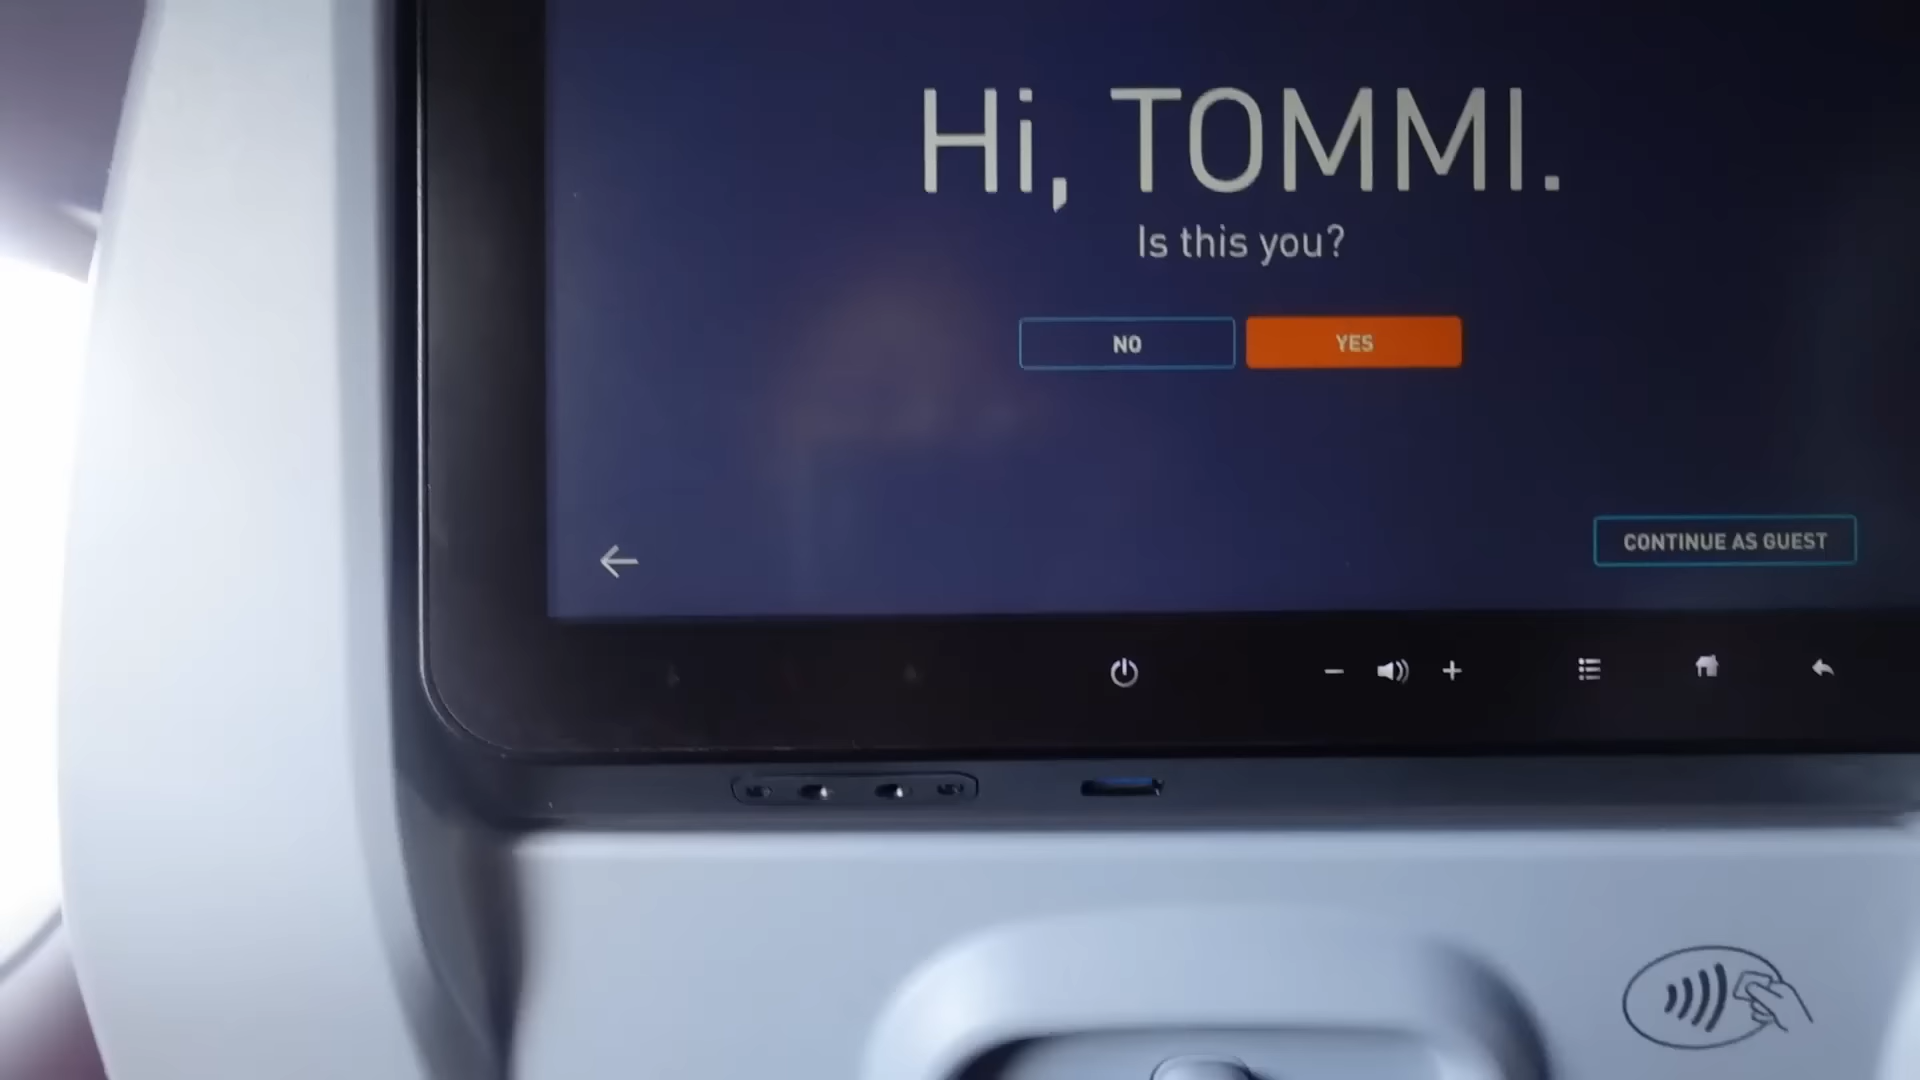 Hi, TOMMI.
Is this you?
NO
YES
CONTINUE AS GUEST